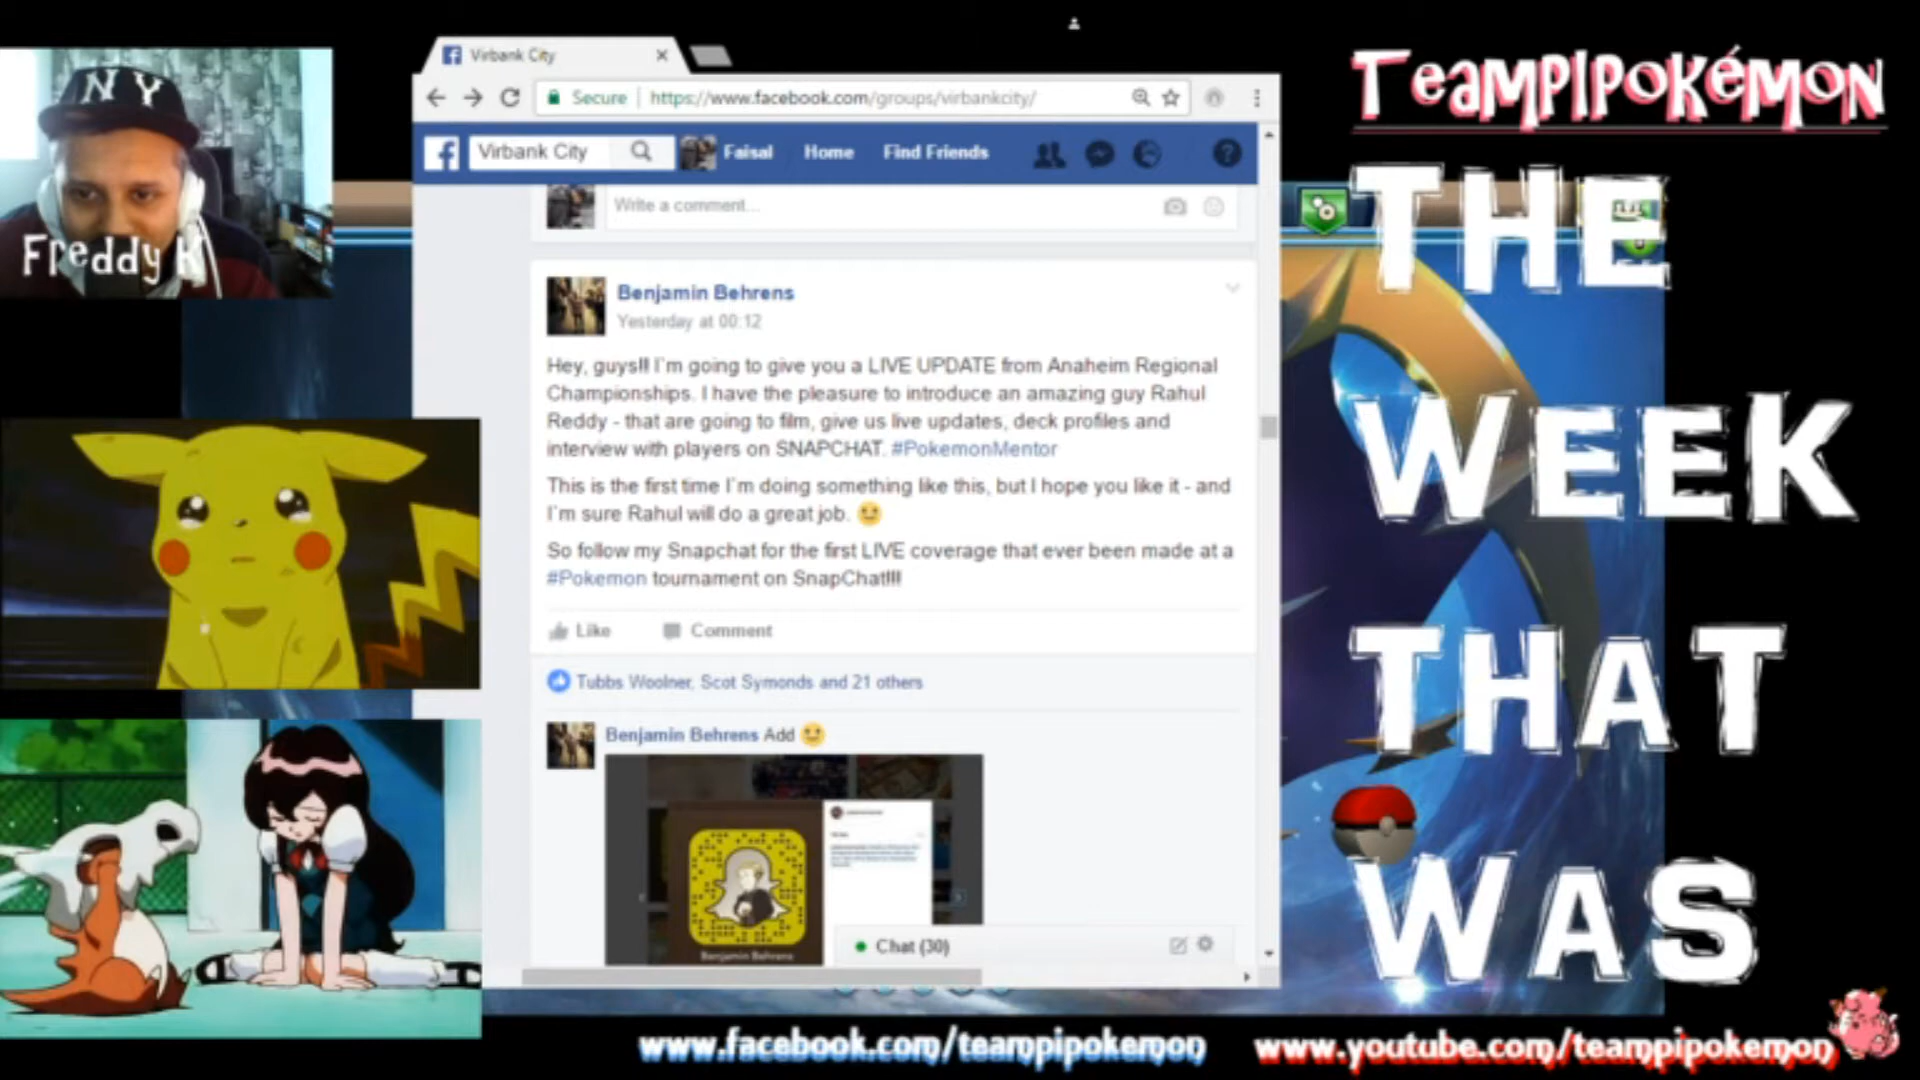 Virbank City
Secure https://www.facebook.com/groups/virbankcity/
Virbank City
Faisal Home Find Friends
Write a comment...
Benjamin Behrens
Yesterday at 00:12
Hey, guys!!! I'm going to give you a LIVE UPDATE from Anaheim Regional
Championships. I have the pleasure to introduce an amazing guy Rahul
Reddy - that are going to film, give us live updates, deck profiles and
interview with players on SNAPCHAT. #PokemonMentor
This is the first time I'm doing something like this, but I hope you like it - and
I'm sure Rahul will do a great job.
So follow my Snapchat for the first LIVE coverage that ever been made at a
#Pokemon tournament on SnapChat!!!!
Like Comment
Tubbs Woolner, Scot Symonds and 21 others
Benjamin Behrens Add
Benjamin Behrens
Chat (30)
NY
Freddy K
TeamPiPokémon
THE
WEEK
THAT
WAS
www.facebook.com/teampipokemon
www.youtube.com/teampipokemon